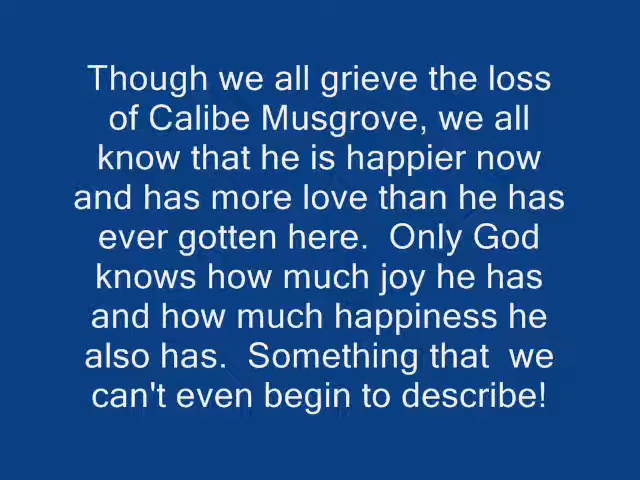 Though we all grieve the loss
of Calibe Musgrove, we all
know that he is happier now
and has more love than he has
ever gotten here.  Only God
knows how much joy he has
and how much happiness he
also has.  Something that  we
can't even begin to describe!